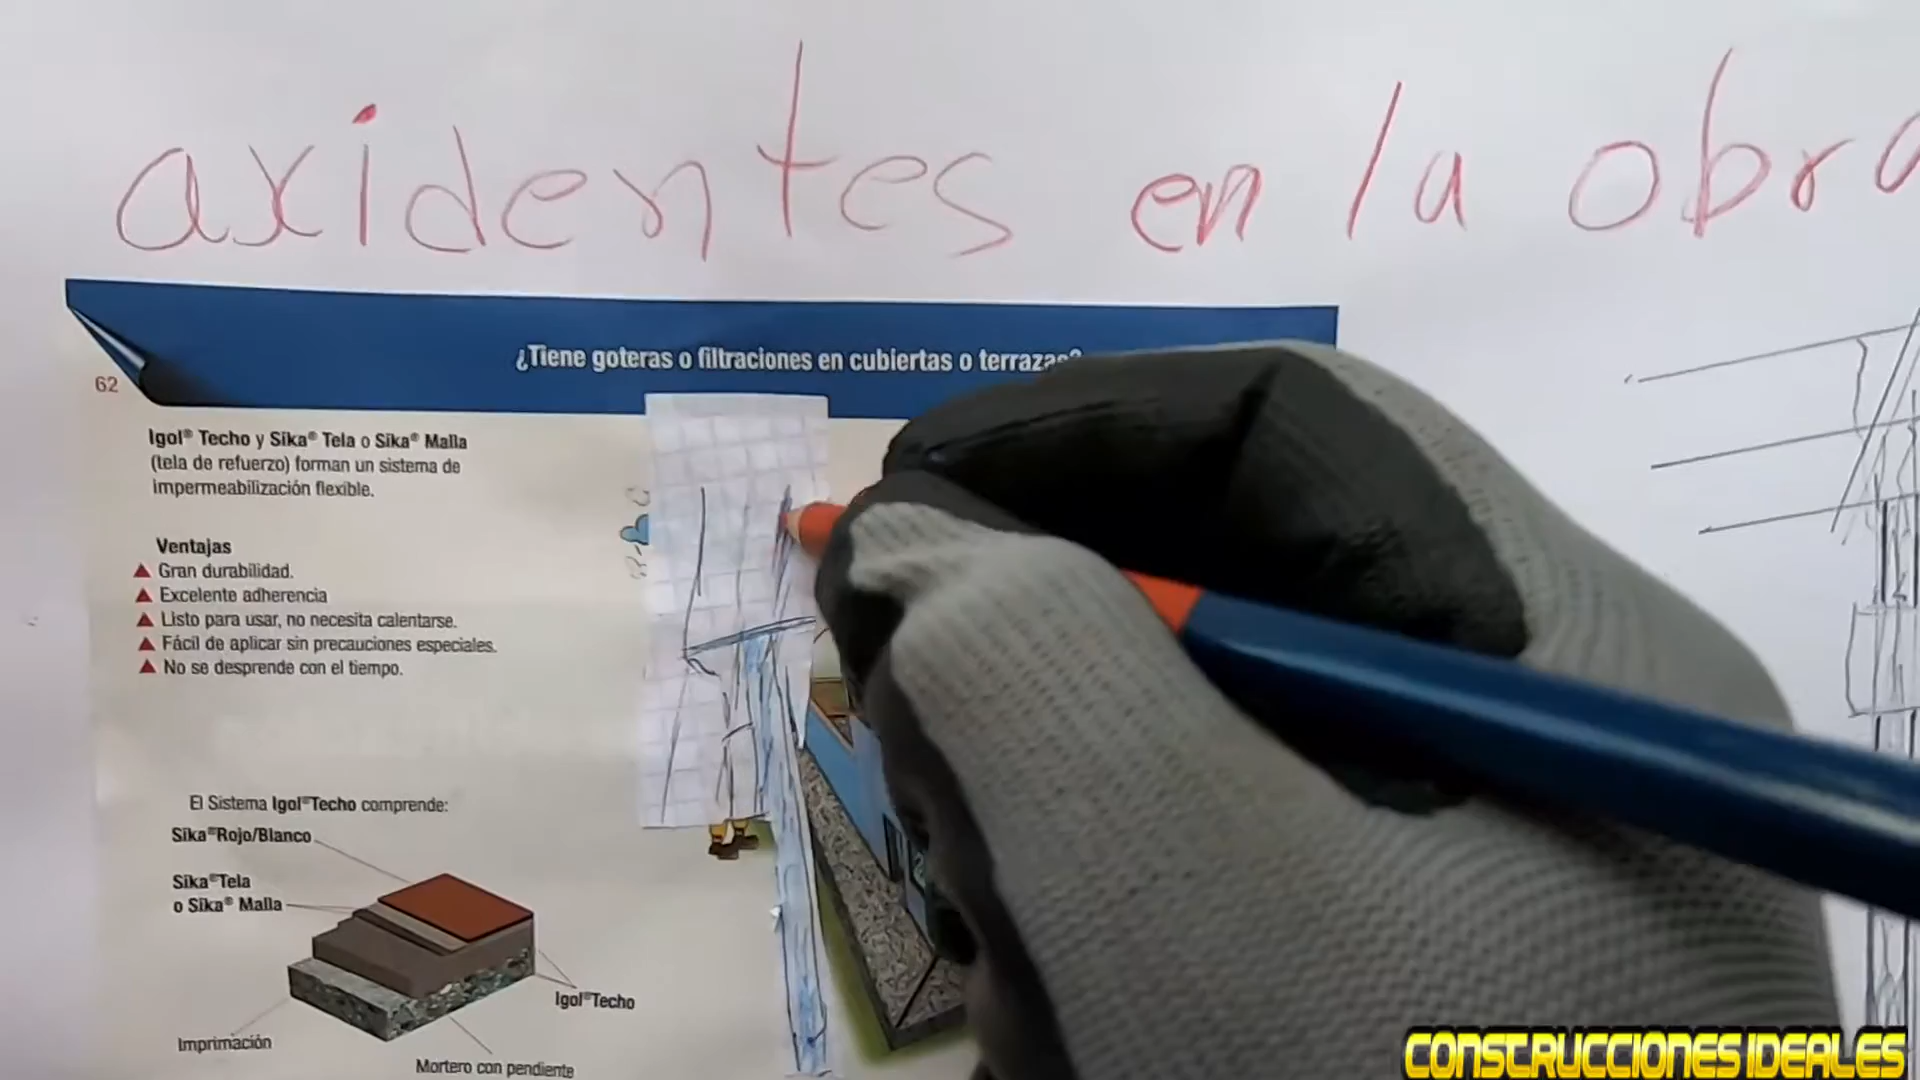 axidentes en la obra
¿Tiene goteras o filtraciones en cubiertas o terrazas?
62
Igol® Techo y Sika® Tela o Sika® Malla
(tela de refuerzo) forman un sistema de
impermeabilización flexible.
Ventajas
Gran durabilidad.
Excelente adherencia
Listo para usar, no necesita calentarse.
Fácil de aplicar sin precauciones especiales.
No se desprende con el tiempo.
El Sistema Igol®Techo comprende:
Sika®Rojo/Blanco
Sika®Tela
o Sika® Malla
Igol®Techo
Imprimación
Mortero con pendiente
CONSTRUCCIONES IDEALES